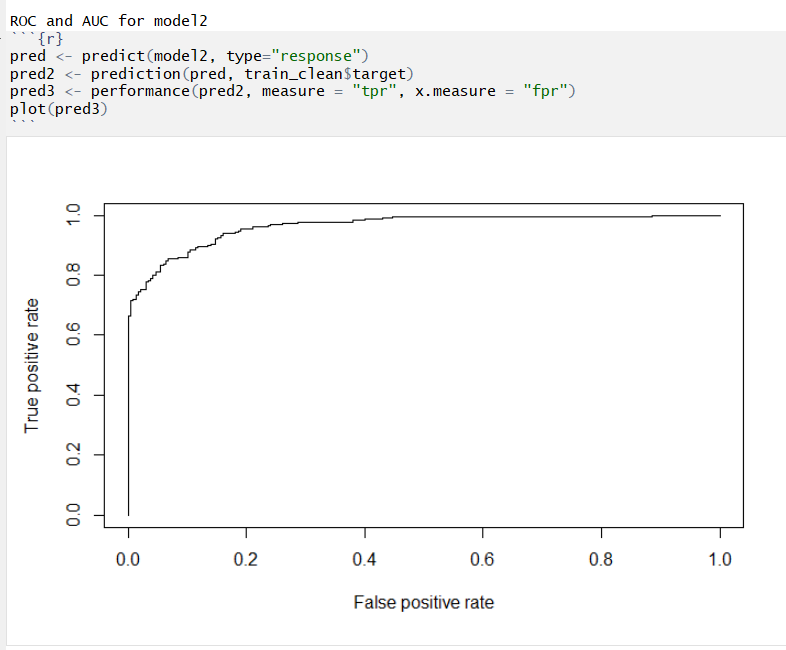 ROC and AUC for model2
```{r}
pred <- predict(model2, type="response")
pred2 <- prediction(pred, train_clean$target)
pred3 <- performance(pred2, measure = "tpr", x.measure = "fpr")
plot(pred3)
```
1.0
0.8
0.6
0.4
0.2
0.0
True positive rate
0.0 0.2 0.4 0.6 0.8 1.0
False positive rate